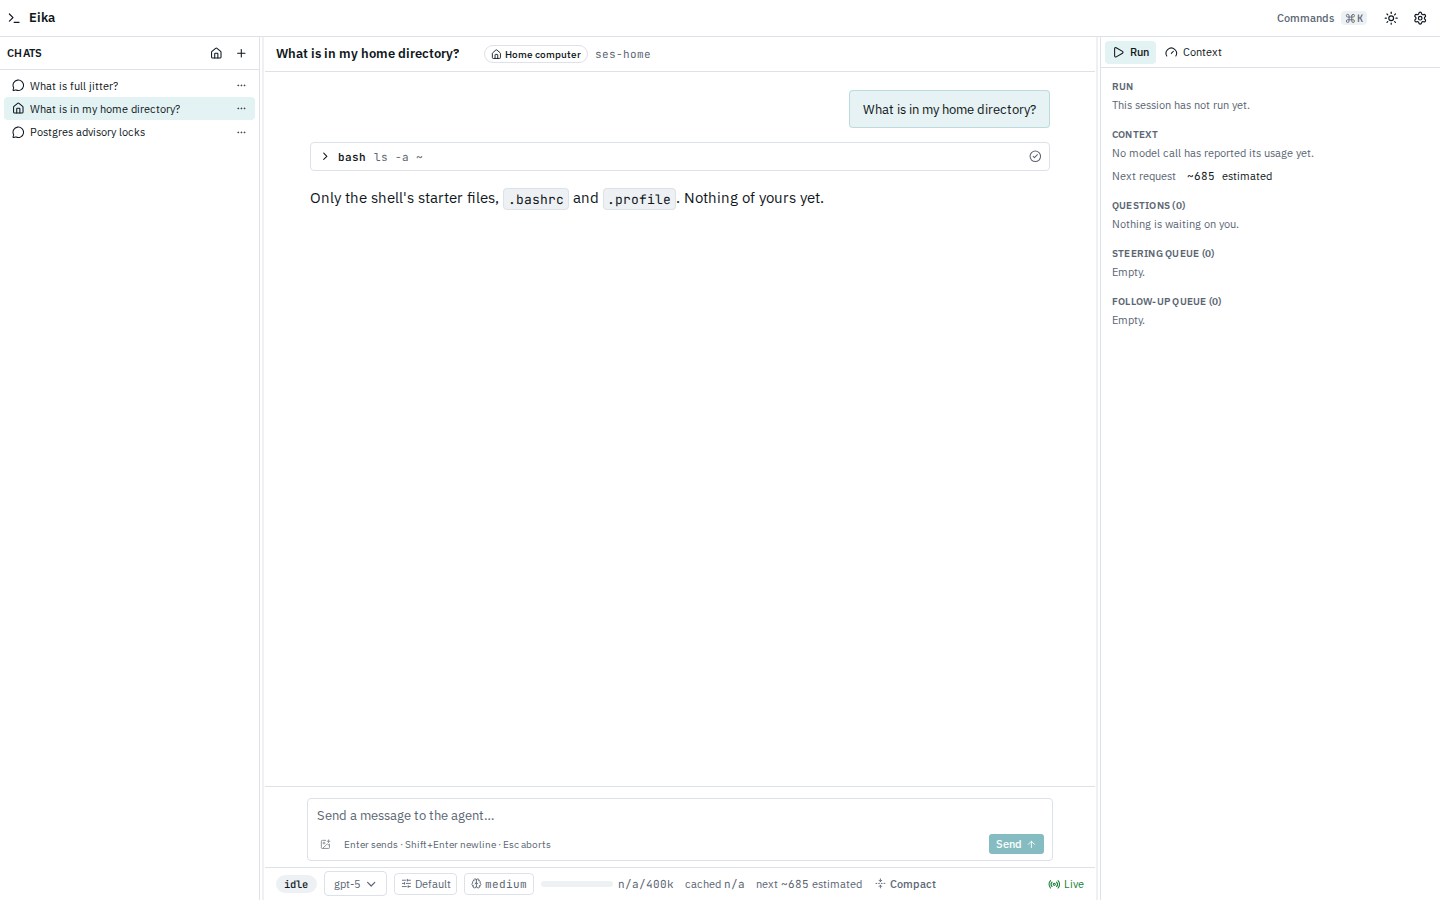 Eika
Commands ⌘K
CHATS
What is full jitter?
What is in my home directory?
Postgres advisory locks
What is in my home directory? Home computer ses-home
What is in my home directory?
bash ls -a ~
Only the shell's starter files, .bashrc and .profile. Nothing of yours yet.
Send a message to the agent...
Enter sends · Shift+Enter newline · Esc aborts
Send
idle gpt-5 Default medium n/a/400k cached n/a next ~685 estimated Compact Live
Run Context
RUN
This session has not run yet.
CONTEXT
No model call has reported its usage yet.
Next request ~685 estimated
QUESTIONS (0)
Nothing is waiting on you.
STEERING QUEUE (0)
Empty.
FOLLOW-UP QUEUE (0)
Empty.